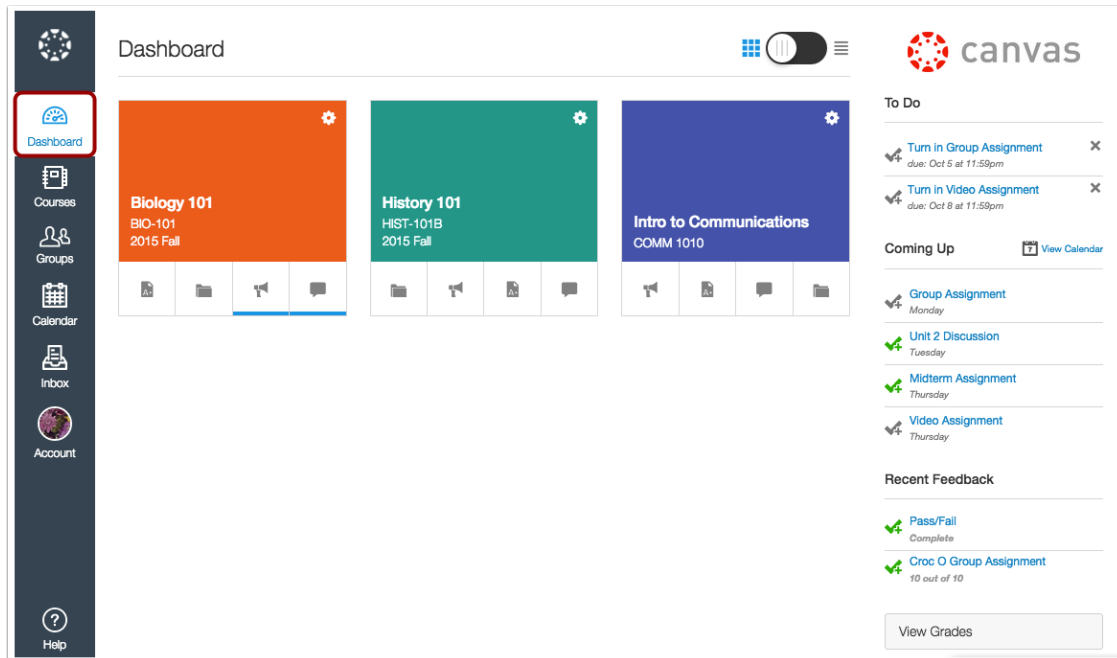 Dashboard
Courses
Groups
Calendar
Inbox
Account
Help
Dashboard
Biology 101
BIO-101
2015 Fall
History 101
HIST-101B
2015 Fall
Intro to Communications
COMM 1010
canvas
To Do
Turn in Group Assignment
due: Oct 5 at 11:59pm
Turn in Video Assignment
due: Oct 8 at 11:59pm
Coming Up
7 View Calendar
Group Assignment
Monday
Unit 2 Discussion
Tuesday
Midterm Assignment
Thursday
Video Assignment
Thursday
Recent Feedback
Pass/Fail
Complete
Croc O Group Assignment
10 out of 10
View Grades